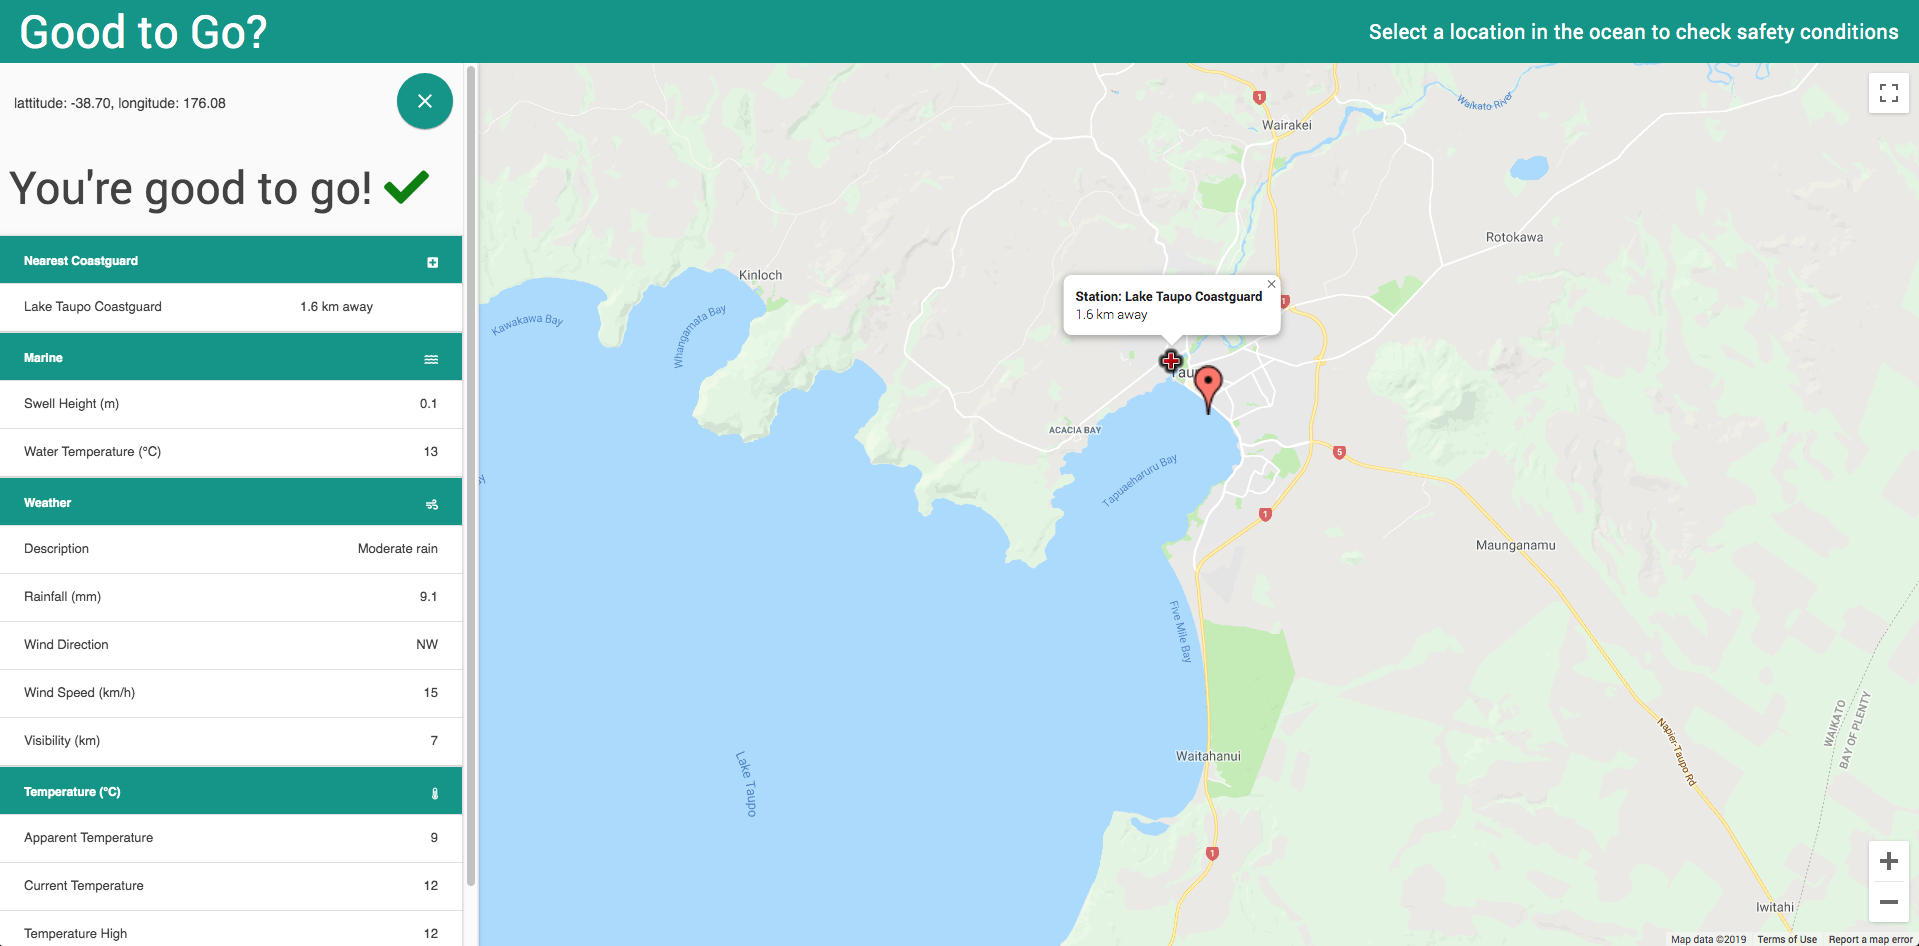 Good to Go?
Select a location in the ocean to check safety conditions
lattitude: -38.70, longitude: 176.08
You're good to go!
Nearest Coastguard
Lake Taupo Coastguard 1.6 km away
Marine
Swell Height (m) 0.1
Water Temperature (°C) 13
Weather
Description Moderate rain
Rainfall (mm) 9.1
Wind Direction NW
Wind Speed (km/h) 15
Visibility (km) 7
Temperature (°C)
Apparent Temperature 9
Current Temperature 12
Temperature High 12
1
Waikato River
Wairakei
Rotokawa
Kinloch
Kawakawa Bay
Whangamata Bay
Station: Lake Taupo Coastguard
1.6 km away
1
ACACIA BAY
5
Tapuaeharuru Bay
1
Maunganamu
Five Mile Bay
WAIKATO
BAY OF PLENTY
Napier-Taupo Rd
Waitahanui
Lake Taupo
1
Iwitahi
Map data ©2019 Terms of Use Report a map error